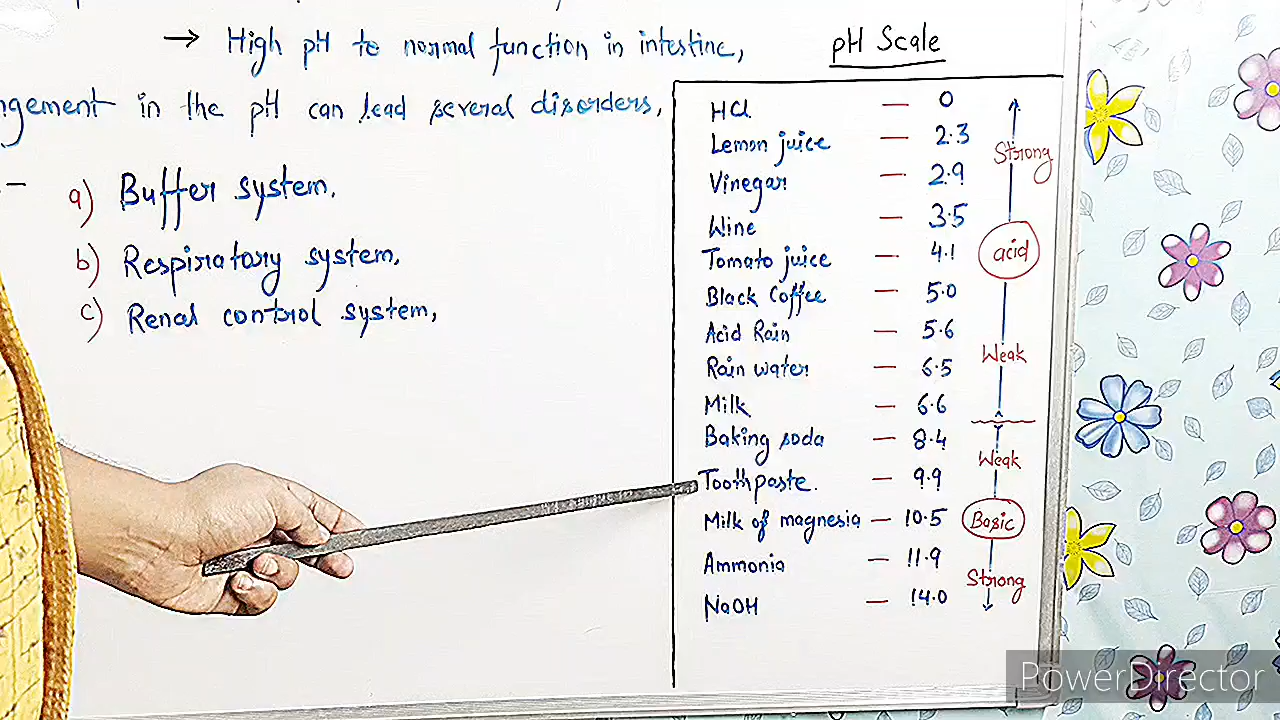 → High pH to normal function in intestine,
ngement in the pH can lead several disorders,
- a) Buffer system.
b) Respiratory system,
c) Renal control system,
pH Scale
HCl — 0
Lemon juice — 2.3
Vinegar — 2.9
Wine — 3.5
Tomato juice — 4.1
Black Coffee — 5.0
Acid Rain — 5.6
Rain water — 6.5
Milk — 6.6
Baking soda — 8.4
Toothpaste. — 9.9
Milk of magnesia — 10.5
Ammonia — 11.9
NaOH — 14.0
Strong
acid
Weak
Weak
Basic
Strong
PowerDirector